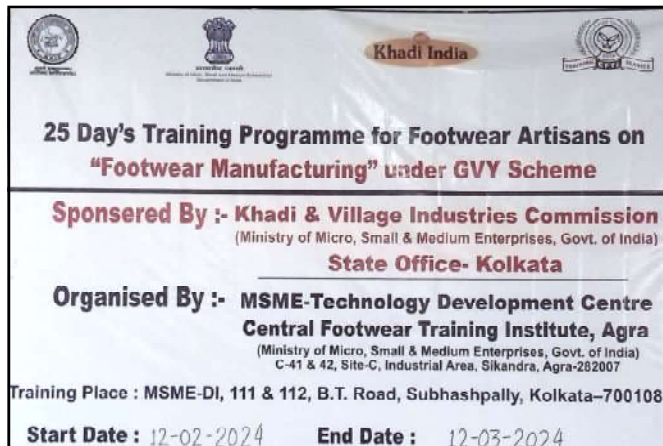 Khadi India
25 Day's Training Programme for Footwear Artisans on
"Footwear Manufacturing" under GVY Scheme
Sponsered By :- Khadi & Village Industries Commission
(Ministry of Micro, Small & Medium Enterprises, Govt. of India)
State Office- Kolkata
Organised By :- MSME-Technology Development Centre
Central Footwear Training Institute, Agra
(Ministry of Micro, Small & Medium Enterprises, Govt. of India)
C-41 & 42, Site-C, Industrial Area, Sikandra, Agra-282007
Training Place : MSME-DI, 111 & 112, B.T. Road, Subhashpally, Kolkata–700108
Start Date : 12-02-2024 End Date : 12-03-2024